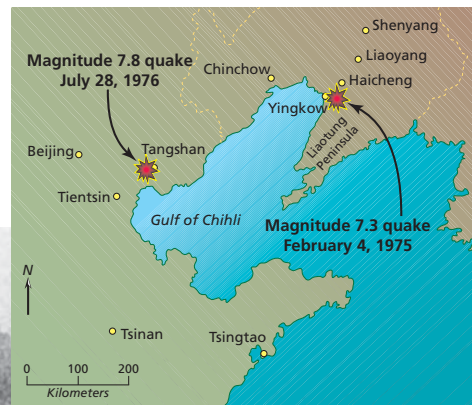 Shenyang
Magnitude 7.8 quake
July 28, 1976
Liaoyang
Chinchow
Haicheng
Yingkow
Liaotung
Peninsula
Beijing
Tangshan
Tientsin
Gulf of Chihli
Magnitude 7.3 quake
February 4, 1975
N
Tsinan
Tsingtao
0 100 200
Kilometers